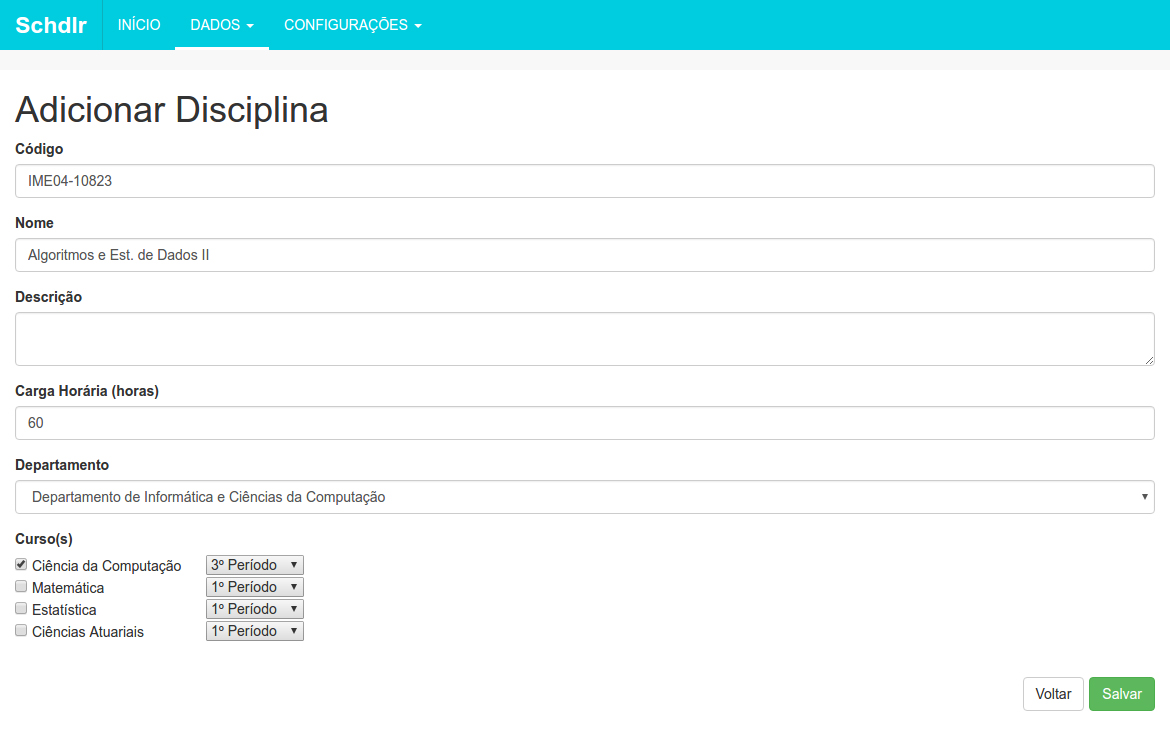 Schdlr INÍCIO DADOS CONFIGURAÇÕES
Adicionar Disciplina
Código
IME04-10823
Nome
Algoritmos e Est. de Dados II
Descrição
Carga Horária (horas)
60
Departamento
Departamento de Informática e Ciências da Computação
Curso(s)
Ciência da Computação 3º Período
Matemática 1º Período
Estatística 1º Período
Ciências Atuariais 1º Período
Voltar Salvar